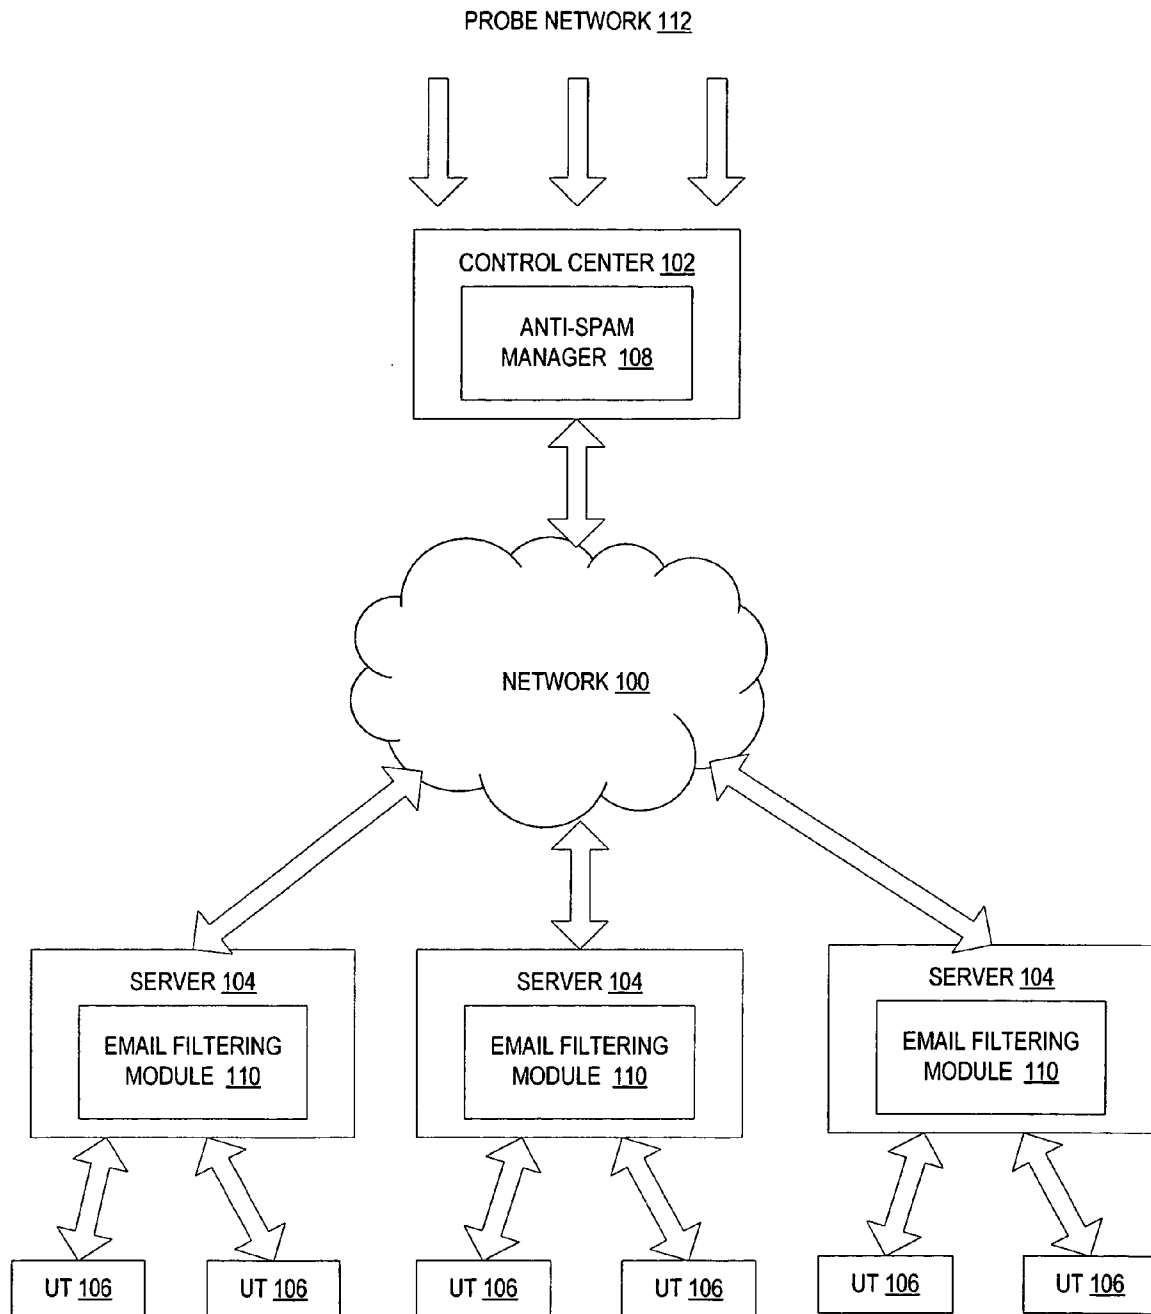 PROBE NETWORK 112
CONTROL CENTER 102
ANTI-SPAM
MANAGER 108
NETWORK 100
SERVER 104
EMAIL FILTERING
MODULE 110
SERVER 104
EMAIL FILTERING
MODULE 110
SERVER 104
EMAIL FILTERING
MODULE 110
UT 106
UT 106
UT 106
UT 106
UT 106
UT 106